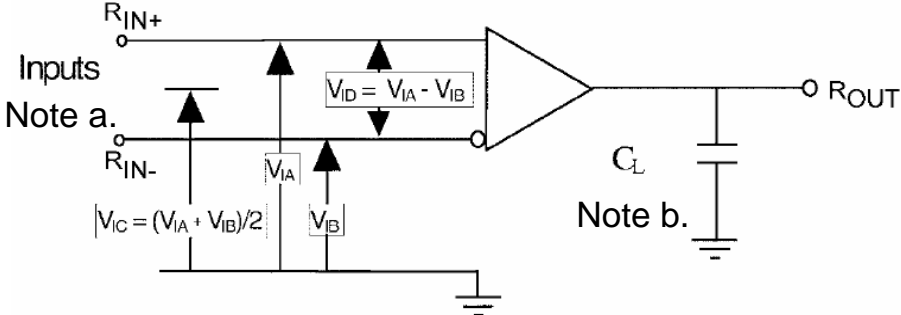 RIN+
Inputs
Note a.
RIN-
VID = VIA - VIB
VIA
VIC = (VIA + VIB)/2
VIB
ROUT
CL
Note b.